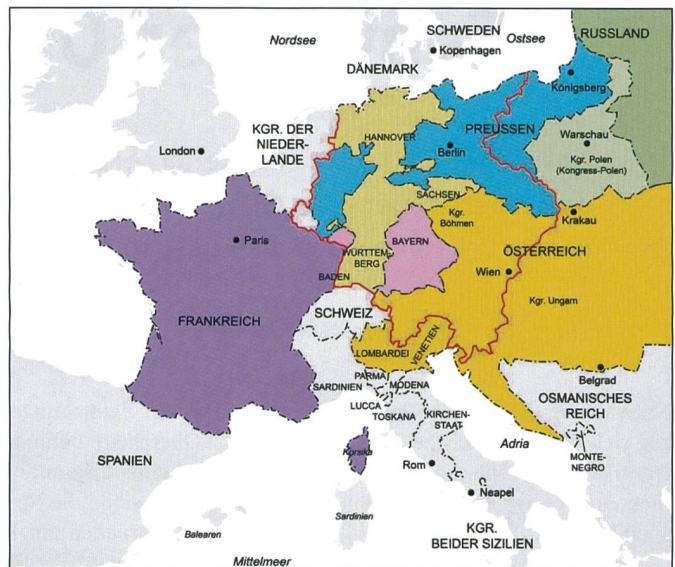 Nordsee
SCHWEDEN
Ostsee
RUSSLAND
Kopenhagen
DÄNEMARK
Königsberg
KGR. DER
NIEDER-
LANDE
HANNOVER
PREUSSEN
Warschau
London
Berlin
Kgr. Polen
(Kongress-Polen)
SACHSEN
Kgr.
Böhmen
Krakau
Paris
WÜRTTEM-
BERG
BAYERN
ÖSTERREICH
BADEN
Wien
Kgr. Ungarn
FRANKREICH
SCHWEIZ
LOMBARDEI
VENETIEN
PARMA
MODENA
SARDINIEN
Belgrad
OSMANISCHES
REICH
LUCCA
TOSKANA
KIRCHEN-
STAAT
Adria
MONTE-
NEGRO
Korsika
SPANIEN
Rom
Neapel
Sardinien
Balearen
KGR.
BEIDER SIZILIEN
Mittelmeer